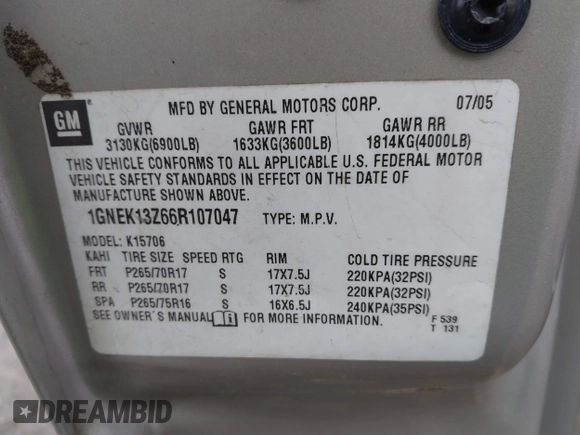 GM
MFD BY GENERAL MOTORS CORP. 07/05
GVWR GAWR FRT GAWR RR
3130KG(6900LB) 1633KG(3600LB) 1814KG(4000LB)
THIS VEHICLE CONFORMS TO ALL APPLICABLE U.S. FEDERAL MOTOR
VEHICLE SAFETY STANDARDS IN EFFECT ON THE DATE OF
MANUFACTURE SHOWN ABOVE.
1GNEK13Z66R107047 TYPE: M.P.V.
MODEL: K15706
KAHI TIRE SIZE SPEED RTG RIM COLD TIRE PRESSURE
FRT P265/70R17 S 17X7.5J 220KPA(32PSI)
RR P265/70R17 S 17X7.5J 220KPA(32PSI)
SPA P265/75R16 S 16X6.5J 240KPA(35PSI)
SEE OWNER'S MANUAL FOR MORE INFORMATION. F 539
T 131
DREAMBID